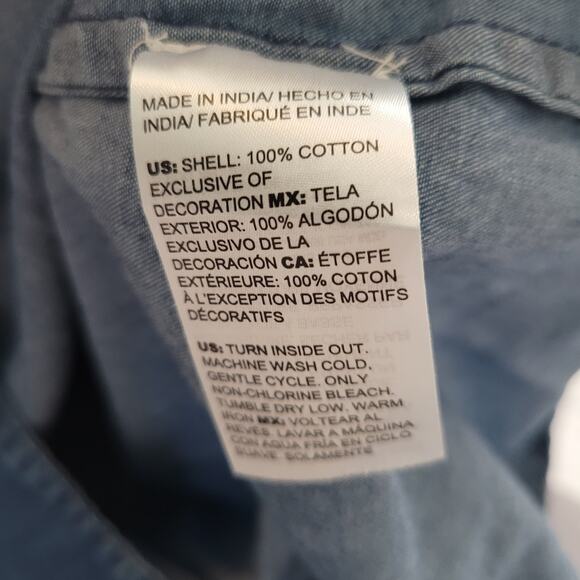 MADE IN INDIA/ HECHO EN
INDIA/ FABRIQUÉ EN INDE
US: SHELL: 100% COTTON
EXCLUSIVE OF
DECORATION MX: TELA
EXTERIOR: 100% ALGODÓN
EXCLUSIVO DE LA
DECORACIÓN CA: ÉTOFFE
EXTÉRIEURE: 100% COTON
À L'EXCEPTION DES MOTIFS
DÉCORATIFS
US: TURN INSIDE OUT.
MACHINE WASH COLD,
GENTLE CYCLE. ONLY
NON-CHLORINE BLEACH.
TUMBLE DRY LOW. WARM
IRON MX: VOLTEAR AL
REVÉS. LAVAR A MÁQUINA
CON AGUA FRÍA EN CICLO
SUAVE. SOLAMENTE